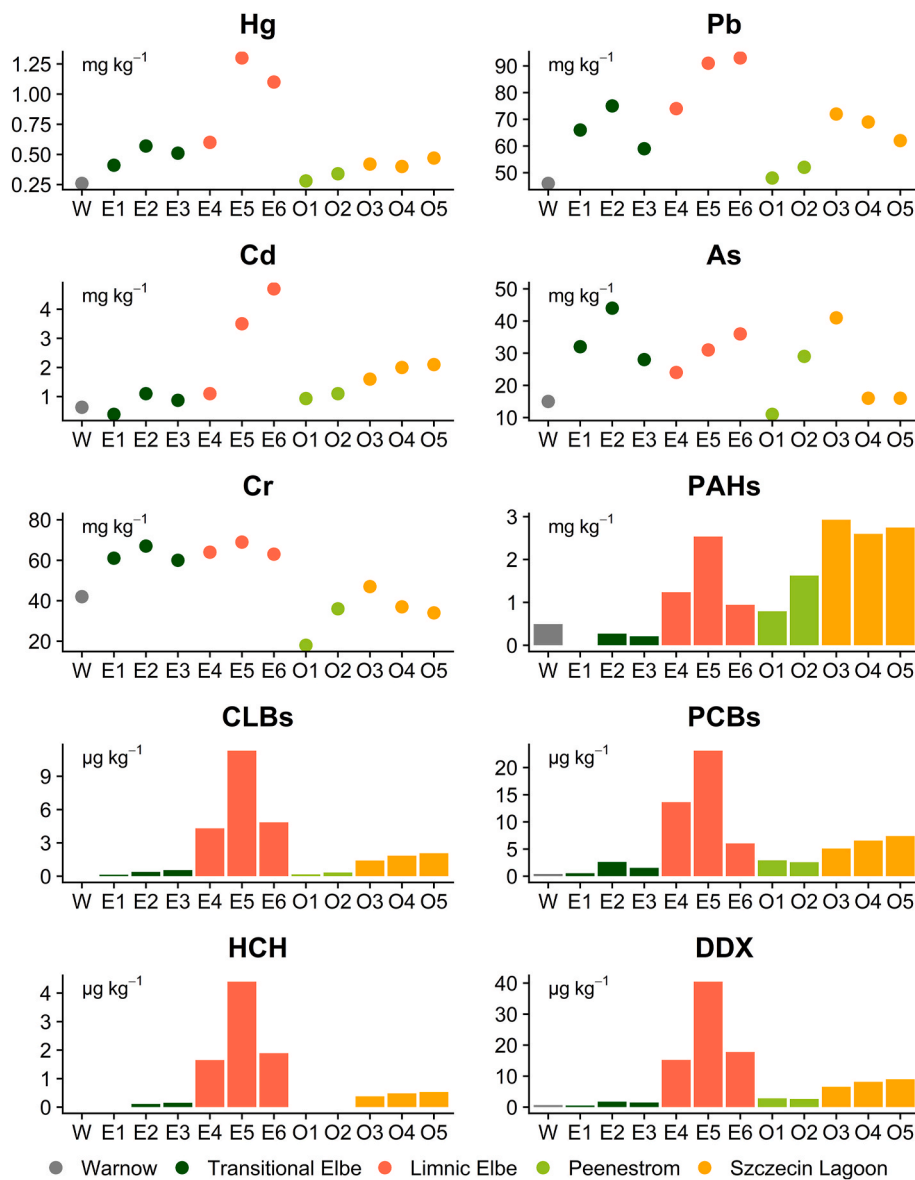 Hg
mg kg⁻¹
1.25
1.00
0.75
0.50
0.25
W E1 E2 E3 E4 E5 E6 O1 O2 O3 O4 O5
Pb
mg kg⁻¹
90
80
70
60
50
W E1 E2 E3 E4 E5 E6 O1 O2 O3 O4 O5
Cd
mg kg⁻¹
4
3
2
1
W E1 E2 E3 E4 E5 E6 O1 O2 O3 O4 O5
As
mg kg⁻¹
50
40
30
20
10
W E1 E2 E3 E4 E5 E6 O1 O2 O3 O4 O5
Cr
mg kg⁻¹
80
60
40
20
W E1 E2 E3 E4 E5 E6 O1 O2 O3 O4 O5
PAHs
mg kg⁻¹
3
2
1
0
W E1 E2 E3 E4 E5 E6 O1 O2 O3 O4 O5
CLBs
µg kg⁻¹
9
6
3
0
W E1 E2 E3 E4 E5 E6 O1 O2 O3 O4 O5
PCBs
µg kg⁻¹
20
15
10
5
0
W E1 E2 E3 E4 E5 E6 O1 O2 O3 O4 O5
HCH
µg kg⁻¹
4
3
2
1
0
W E1 E2 E3 E4 E5 E6 O1 O2 O3 O4 O5
DDX
µg kg⁻¹
40
30
20
10
0
W E1 E2 E3 E4 E5 E6 O1 O2 O3 O4 O5
Warnow Transitional Elbe Limnic Elbe Peenestrom Szczecin Lagoon